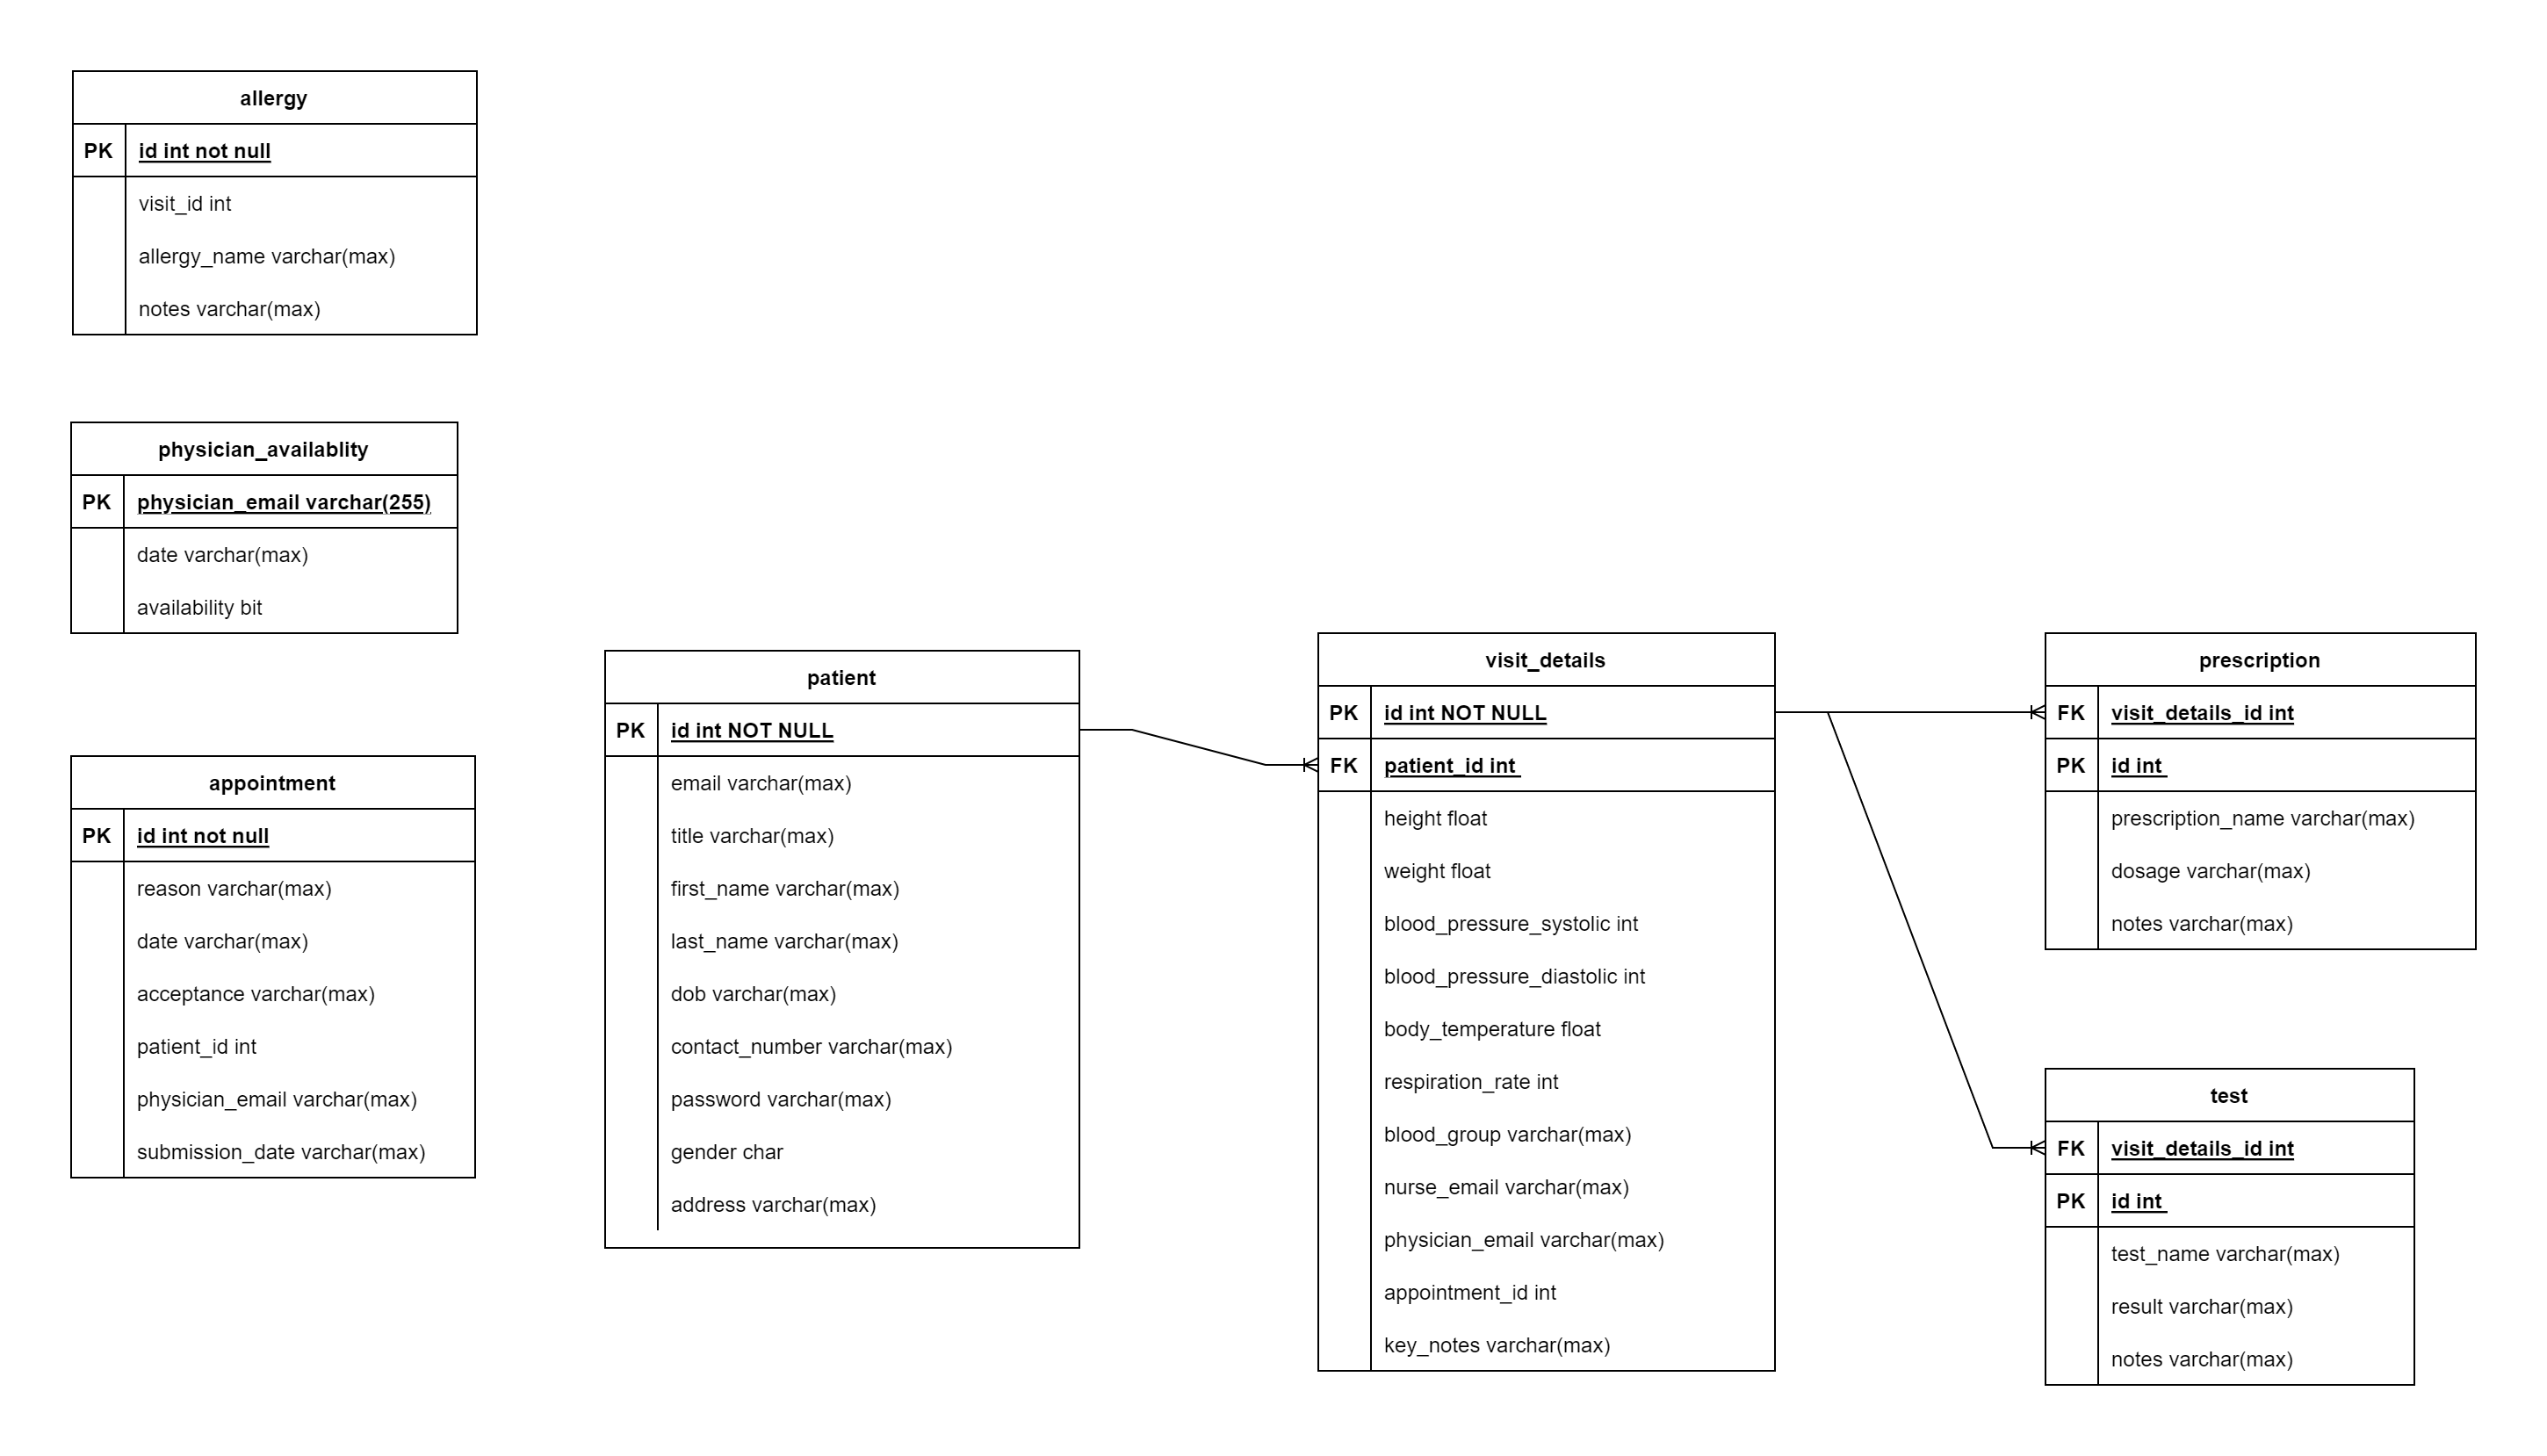 allergy
PK id int not null
visit_id int
allergy_name varchar(max)
notes varchar(max)
physician_availablity
PK physician_email varchar(255)
date varchar(max)
availability bit
appointment
PK id int not null
reason varchar(max)
date varchar(max)
acceptance varchar(max)
patient_id int
physician_email varchar(max)
submission_date varchar(max)
patient
PK id int NOT NULL
email varchar(max)
title varchar(max)
first_name varchar(max)
last_name varchar(max)
dob varchar(max)
contact_number varchar(max)
password varchar(max)
gender char
address varchar(max)
visit_details
PK id int NOT NULL
FK patient_id int
height float
weight float
blood_pressure_systolic int
blood_pressure_diastolic int
body_temperature float
respiration_rate int
blood_group varchar(max)
nurse_email varchar(max)
physician_email varchar(max)
appointment_id int
key_notes varchar(max)
prescription
FK visit_details_id int
PK id int
prescription_name varchar(max)
dosage varchar(max)
notes varchar(max)
test
FK visit_details_id int
PK id int
test_name varchar(max)
result varchar(max)
notes varchar(max)